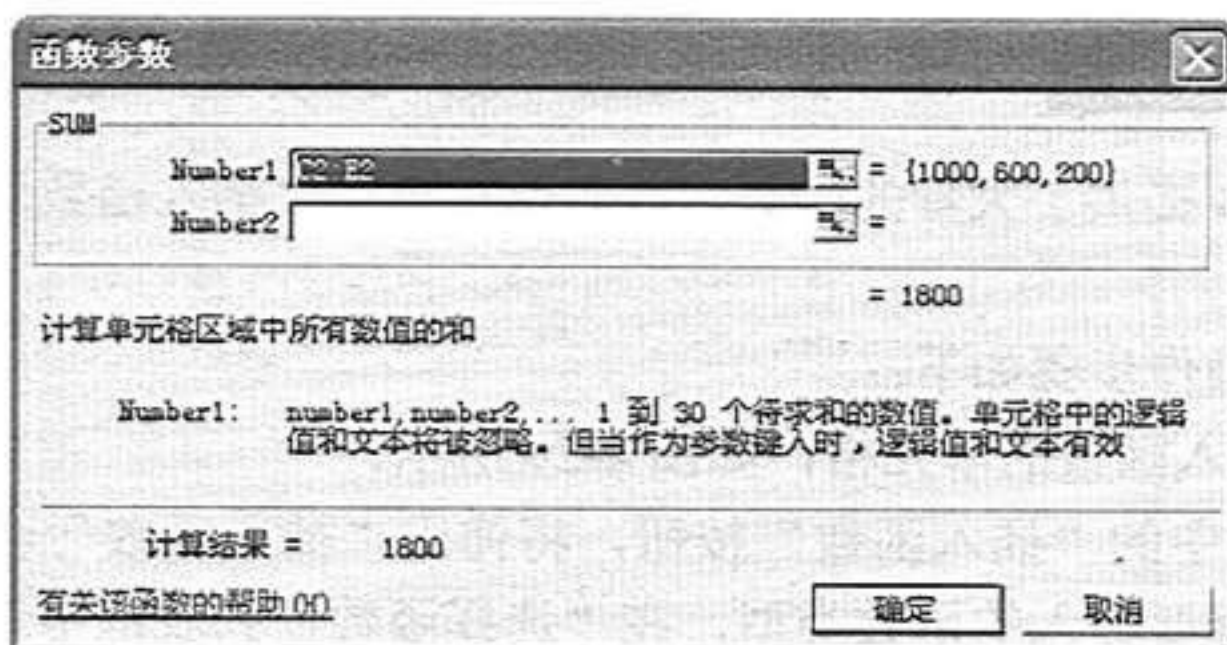 函数参数
SUM
Number1 = {1000,600,200}
Number2 =
= 1800
计算单元格区域中所有数值的和
Number1: number1,number2,... 1 到 30 个待求和的数值。单元格中的逻辑
值和文本将被忽略。但当作为参数键入时，逻辑值和文本有效
计算结果 = 1800
有关该函数的帮助
确定 取消